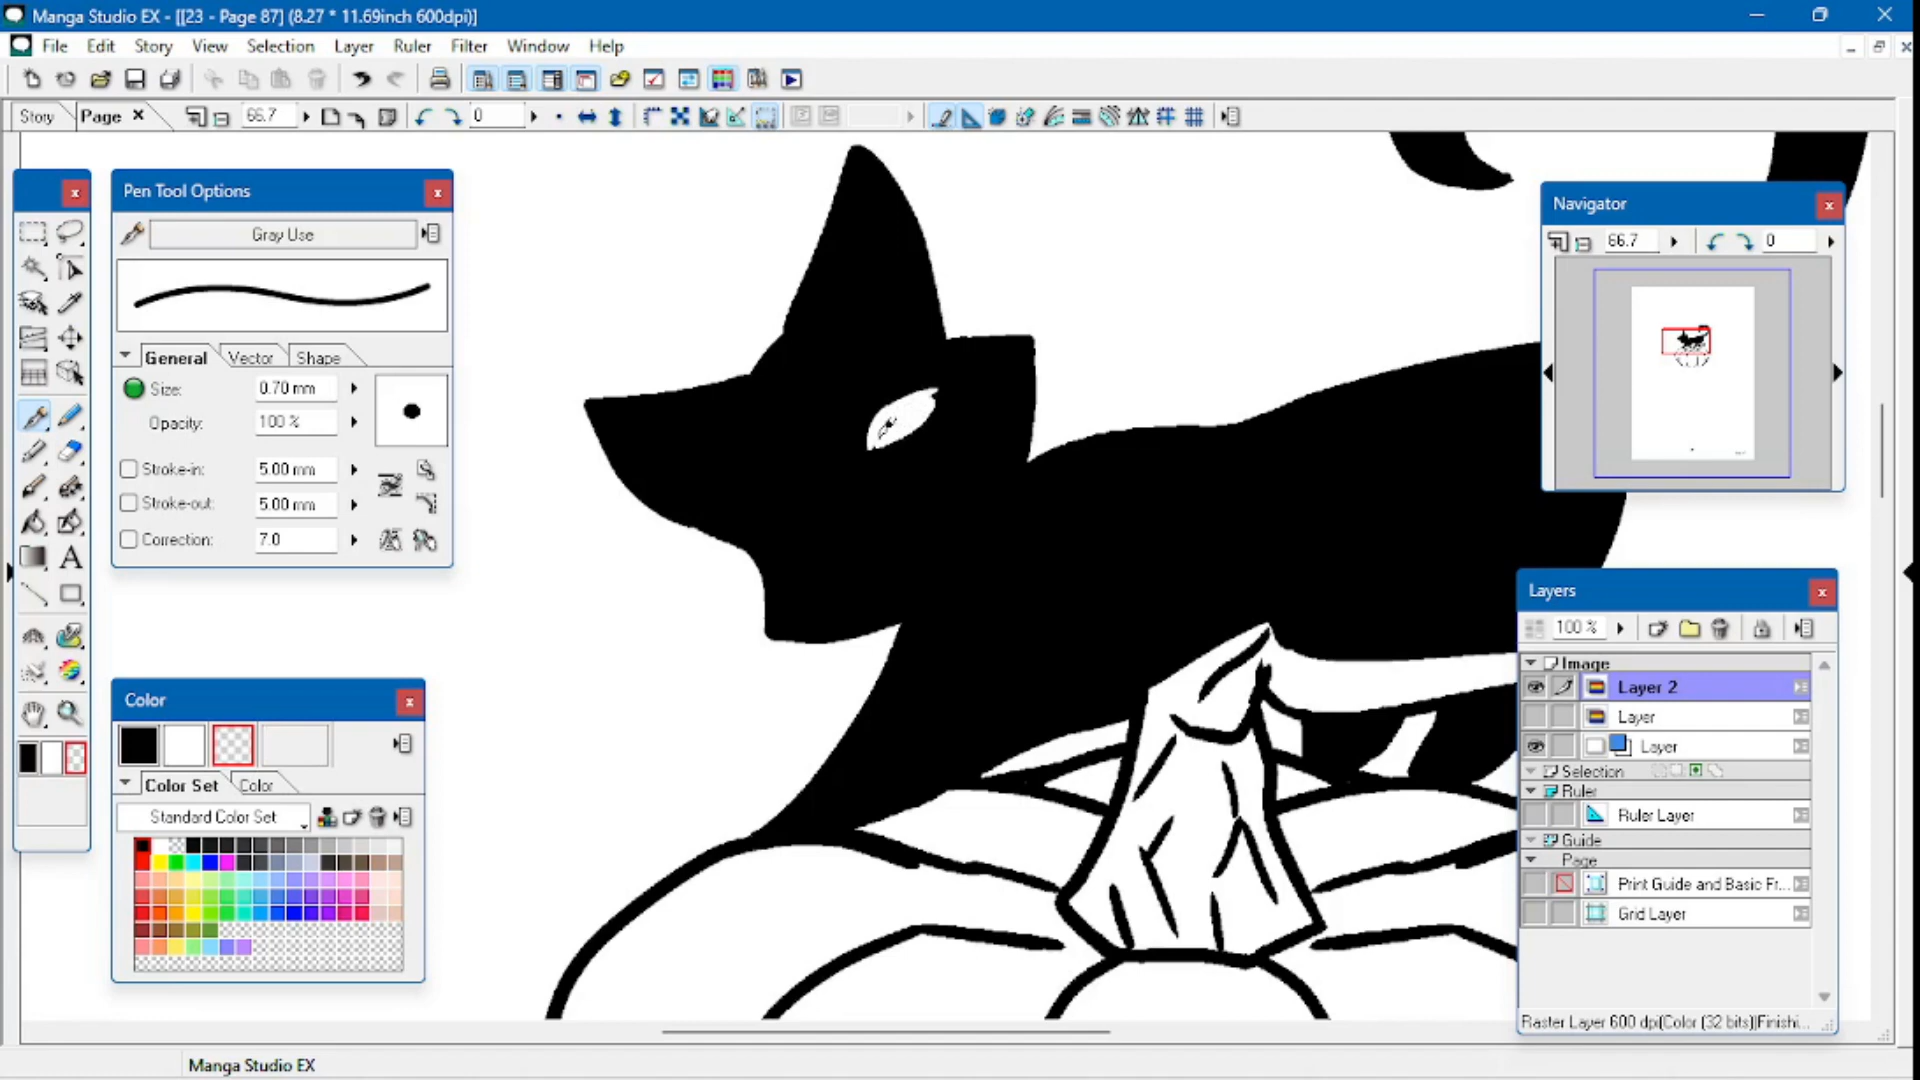 Manga Studio EX - [[23 - Page 87] (8.27 * 11.69inch 600dpi)]
File Edit Story View Selection Layer Ruler Filter Window Help
Story Page 66.7 0
Pen Tool Options
Gray Use
General Vector Shape
Size: 0.70 mm
Opacity: 100 %
Stroke-in: 5.00 mm
Stroke-out: 5.00 mm
Correction: 7.0
Color
Color Set Color
Standard Color Set
Navigator
66.7 0
Layers
100 %
Image
Layer 2
Layer
Layer
Selection
Ruler
Ruler Layer
Guide
Page
Print Guide and Basic Fr...
Grid Layer
Raster Layer 600 dpi(Color (32 bits))Finishi...
Manga Studio EX